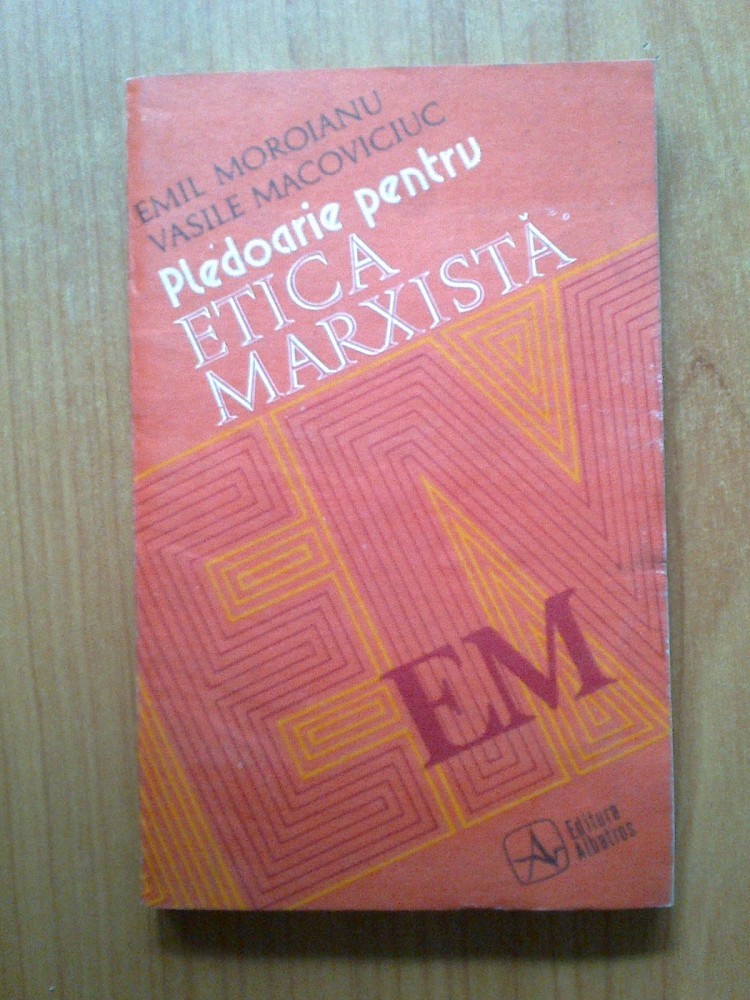 EMIL MOROIANU
VASILE MACOVICIUC
Pledoarie pentru
ETICA
MARXISTĂ
EM
Editura
Albatros